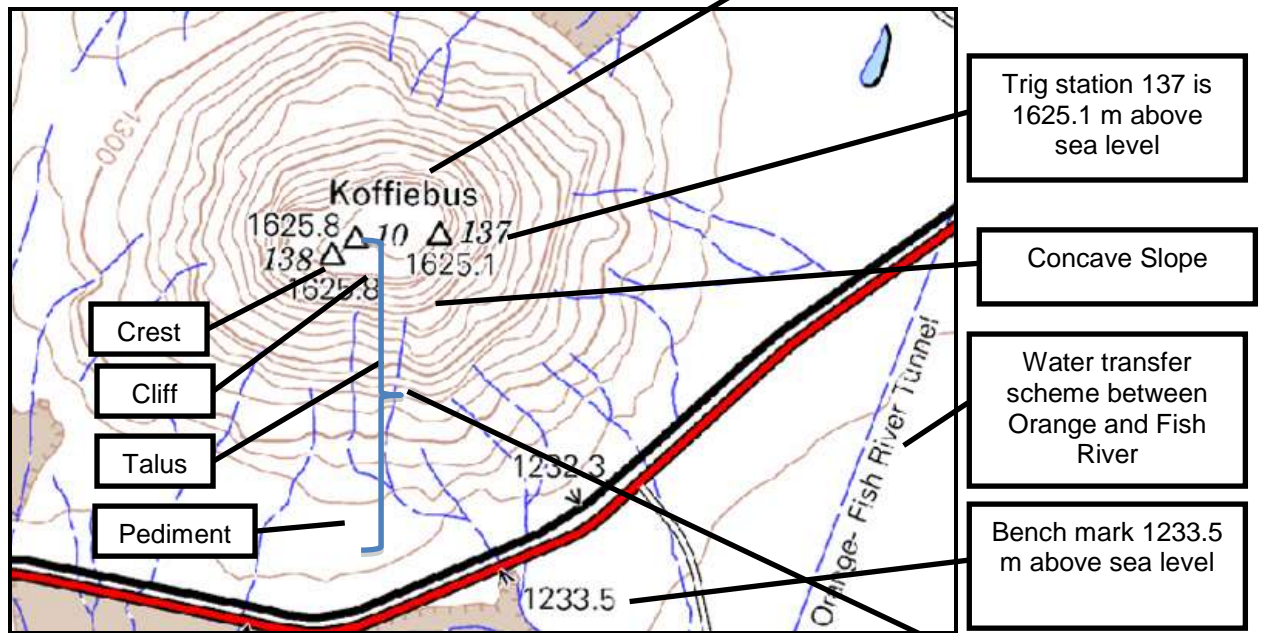 1300
Koffiebus
1625.8
10
137
138
1625.1
1625.8
1232.3
1233.5
Orange- Fish River Tunnel
Crest
Cliff
Talus
Pediment
Trig station 137 is
1625.1 m above
sea level
Concave Slope
Water transfer
scheme between
Orange and Fish
River
Bench mark 1233.5
m above sea level